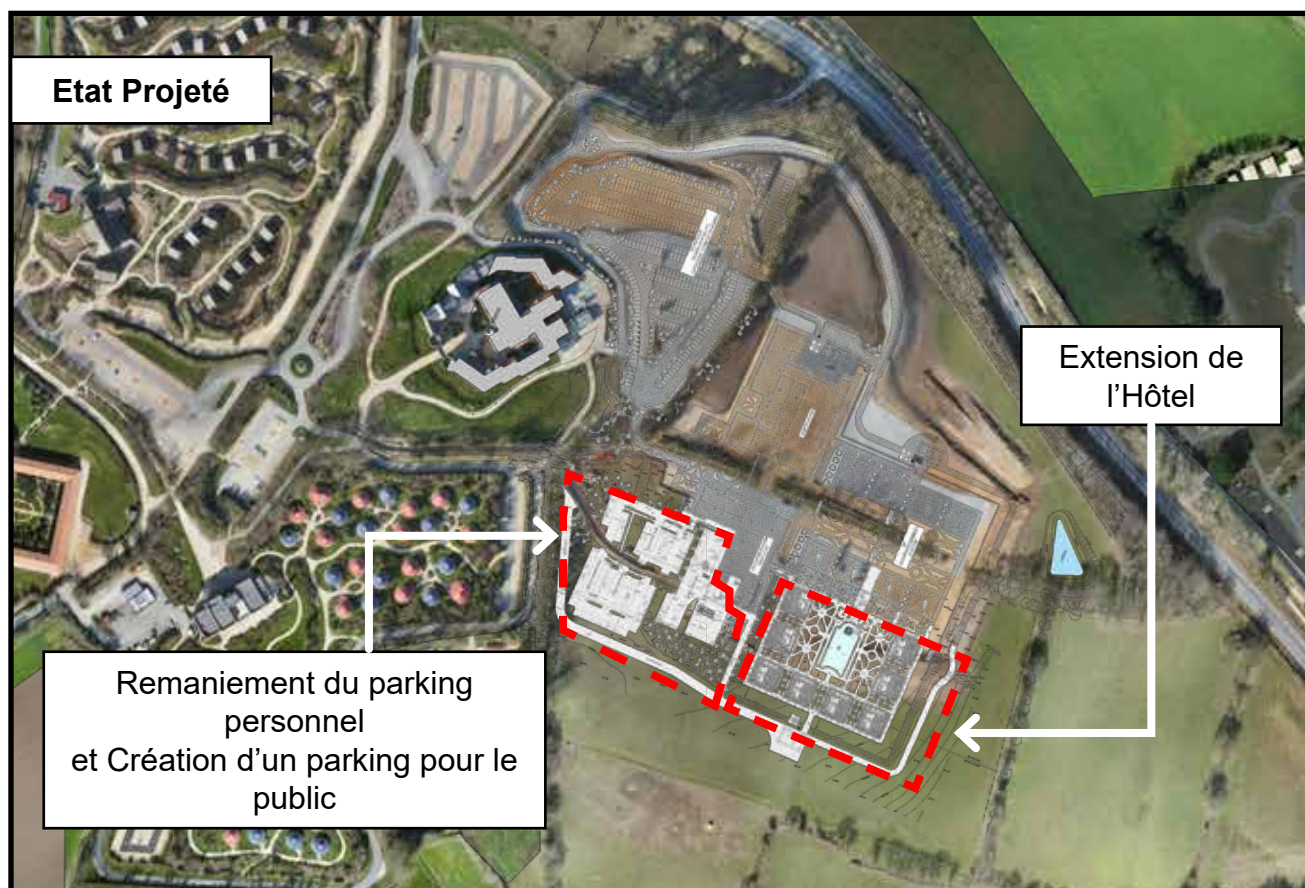 Etat Projeté
Extension de
l'Hôtel
Remaniement du parking
personnel
et Création d'un parking pour le
public